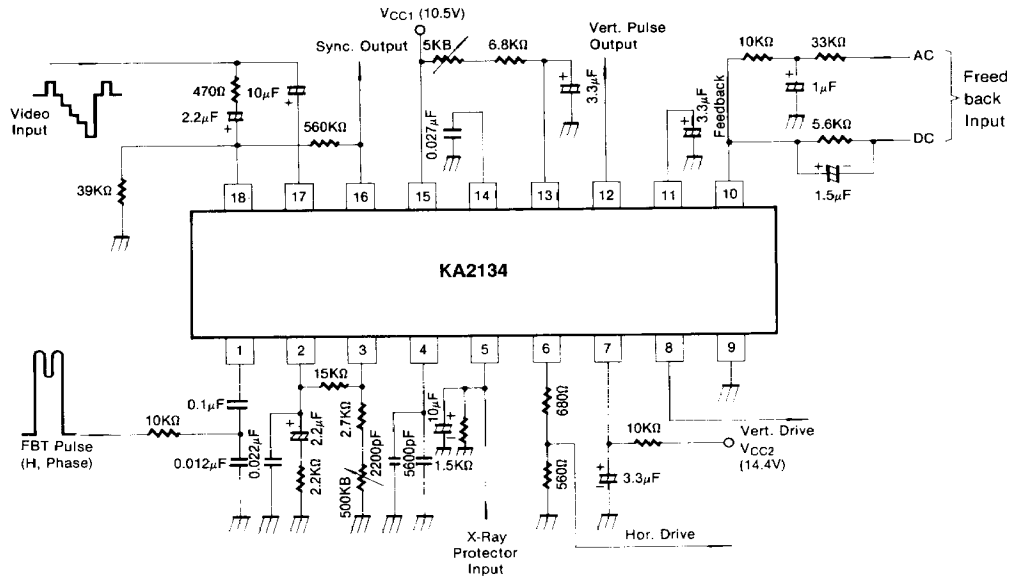 VCC1 (10.5V)
Sync. Output
5KB
6.8KΩ
Vert. Pulse
Output
10KΩ
33KΩ
AC
470Ω
10μF
+
+
3.3μF
3.3μF
+
Feedback
+
1μF
Freed
back
Input
Video
Input
2.2μF
+
560KΩ
0.027μF
5.6KΩ
DC
+
−
1.5μF
39KΩ
18
17
16
15
14
13
12
11
10
KA2134
1
2
3
4
5
6
7
8
9
15KΩ
0.1μF
10KΩ
FBT Pulse
(H, Phase)
0.012μF
0.022μF
+
2.2μF
2.2KΩ
2.7KΩ
500KB
2200pF
5600pF
10μF
+
−
1.5KΩ
680Ω
560Ω
10KΩ
Vert. Drive
VCC2
(14.4V)
+
−
3.3μF
Hor. Drive
X-Ray
Protector
Input